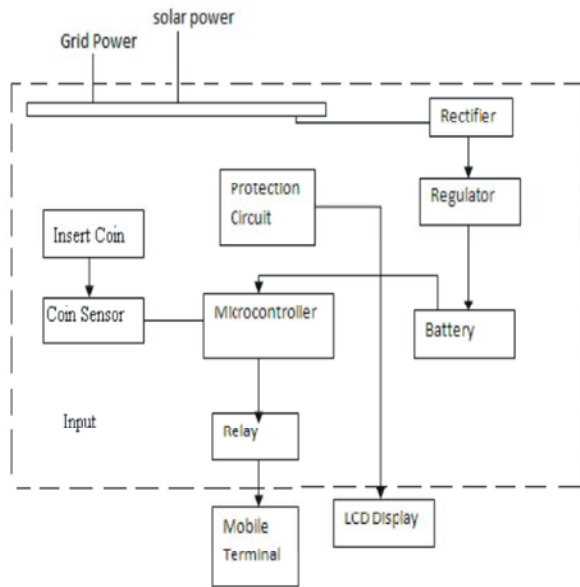 solar power
Grid Power
Rectifier
Protection
Circuit
Regulator
Insert Coin
Coin Sensor
Microcontroller
Battery
Input
Relay
Mobile
Terminal
LCD Display